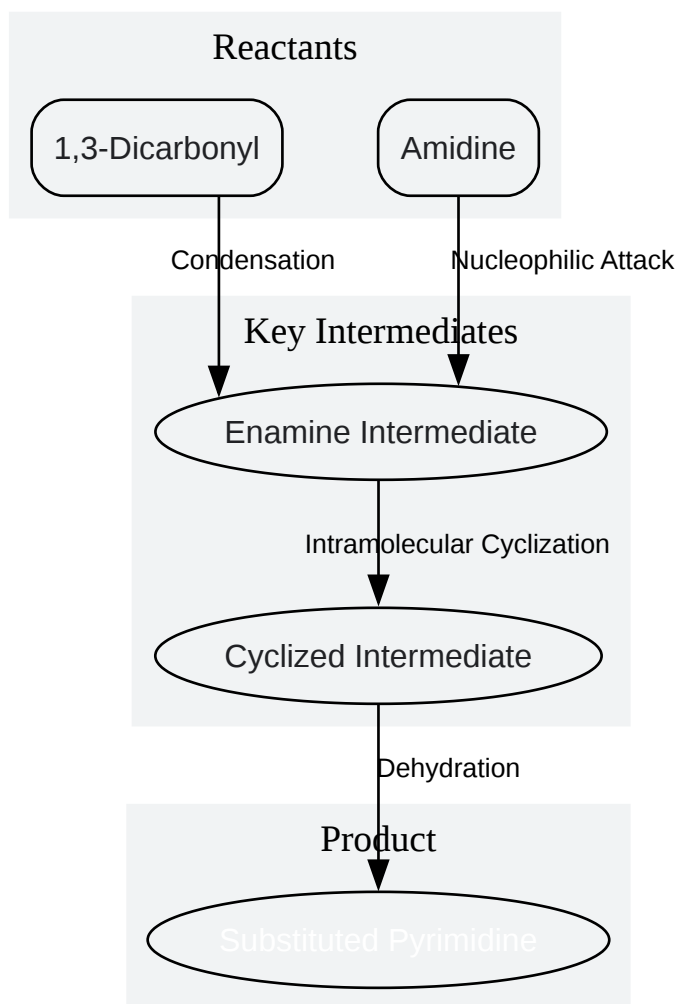 Reactants
1,3-Dicarbonyl
Amidine
Condensation
Nucleophilic Attack
Key Intermediates
Enamine Intermediate
Intramolecular Cyclization
Cyclized Intermediate
Dehydration
Product
Substituted Pyrimidine